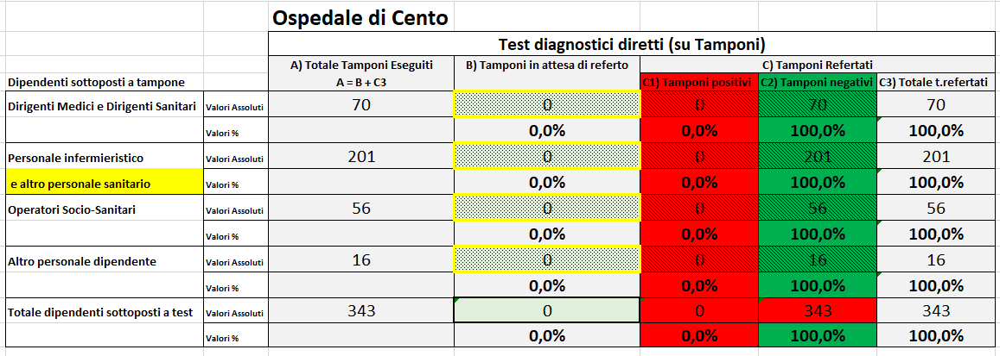 Ospedale di Cento
Test diagnostici diretti (su Tamponi)
A) Totale Tamponi Eseguiti B) Tamponi in attesa di referto C) Tamponi Refertati
Dipendenti sottoposti a tampone A = B + C3 C1) Tamponi positivi C2) Tamponi negativi C3) Totale t.refertati
Dirigenti Medici e Dirigenti Sanitari Valori Assoluti 70 0 0 70 70
Valori % 0,0% 0,0% 100,0% 100,0%
Personale infermieristico Valori Assoluti 201 0 0 201 201
e altro personale sanitario Valori % 0,0% 0,0% 100,0% 100,0%
Operatori Socio-Sanitari Valori Assoluti 56 0 0 56 56
Valori % 0,0% 0,0% 100,0% 100,0%
Altro personale dipendente Valori Assoluti 16 0 0 16 16
Valori % 0,0% 0,0% 100,0% 100,0%
Totale dipendenti sottoposti a test Valori Assoluti 343 0 0 343 343
Valori % 0,0% 0,0% 100,0% 100,0%